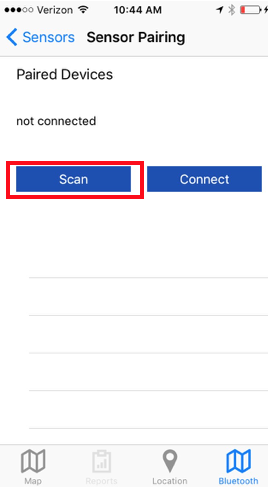 Verizon 10:44 AM
Sensors Sensor Pairing
Paired Devices
not connected
Scan Connect
Map Reports Location Bluetooth